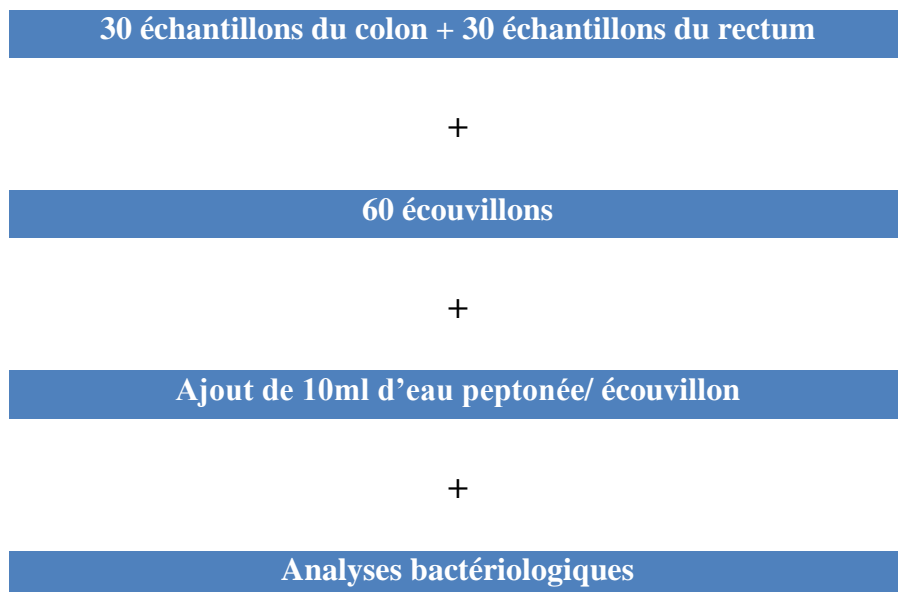 30 échantillons du colon + 30 échantillons du rectum
+
60 écouvillons
+
Ajout de 10ml d’eau peptonée/ écouvillon
+
Analyses bactériologiques